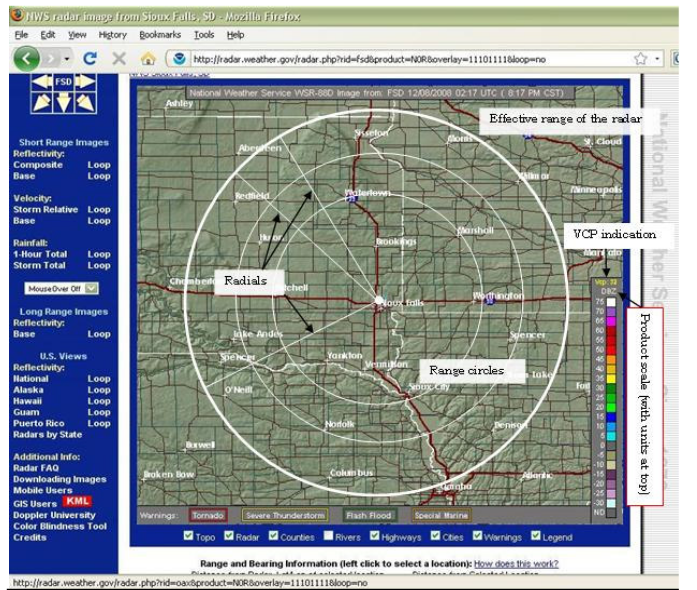 NWS radar image from Sioux Falls, SD - Mozilla Firefox
File Edit View History Bookmarks Tools Help
http://radar.weather.gov/radar.php?rid=fsd&product=N0R&overlay=11101111&loop=no
NWS Sioux Falls, SD
FSD
National Weather Service WSR-88D Image from: FSD 12/08/2008 02:17 UTC ( 8:17 PM CST)
Effective range of the radar
Short Range Images
Reflectivity:
Composite Loop
Base Loop
Velocity:
Storm Relative Loop
Base Loop
Rainfall:
1-Hour Total Loop
Storm Total Loop
MouseOver Off
Long Range Images
Reflectivity:
Base Loop
U.S. Views
Reflectivity:
National Loop
Alaska Loop
Hawaii Loop
Guam Loop
Puerto Rico Loop
Radars by State
Additional Info:
Radar FAQ
Downloading Images
Mobile Users
GIS Users KML
Doppler University
Color Blindness Tool
Credits
Ashley
Sisseton
Morris
St. Cloud
Aberdeen
Willmar
Redfield
Watertown
Minneapolis
Huron
Brookings
Marshall
VCP indication
Mankato
Radials
Chamberlain
Mitchell
Sioux Falls
Worthington
Lake Andes
Spencer
Spencer
Yankton
Vermillion
Range circles
Lake
O'Neill
Sioux City
Norfolk
Denison
Burwell
Broken Bow
Columbus
Omaha
Atlantic
DBZ
75
70
65
60
55
50
45
40
35
30
25
20
15
10
5
0
-5
-10
-15
-20
-25
-30
ND
Product scale (with units at top)
National Weather S
Warnings: Tornado Severe Thunderstorm Flash Flood Special Marine
Topo Radar Counties Rivers Highways Cities Warnings Legend
Range and Bearing Information (left click to select a location): How does this work?
http://radar.weather.gov/radar.php?rid=oax&product=N0R&overlay=11101111&loop=no